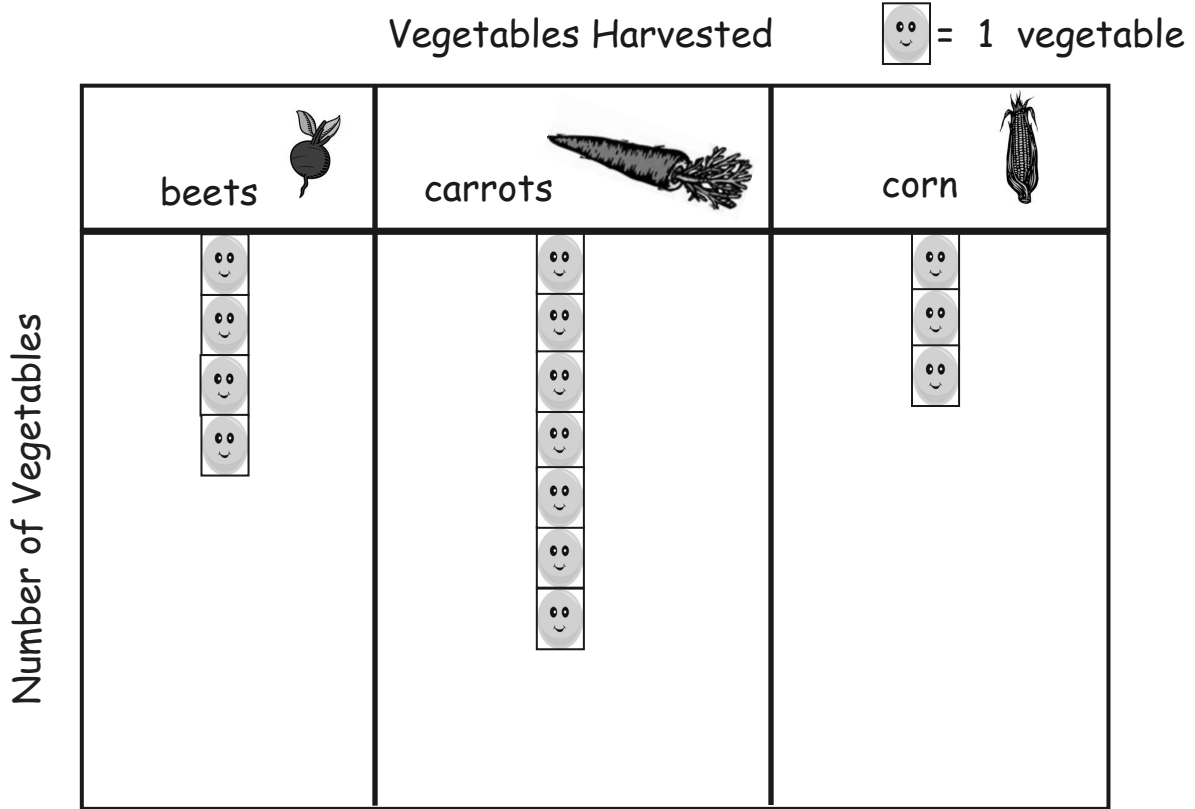 Vegetables Harvested
= 1 vegetable
beets
carrots
corn
Number of Vegetables